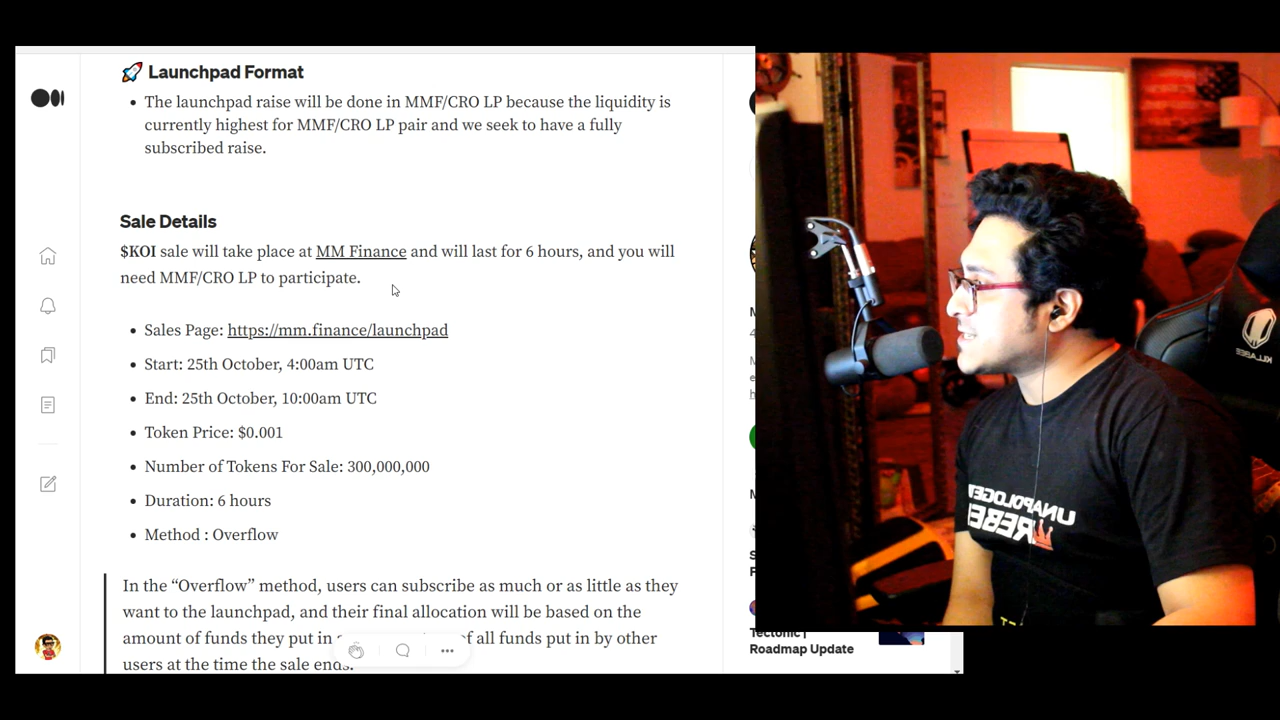 🚀 Launchpad Format
• The launchpad raise will be done in MMF/CRO LP because the liquidity is
currently highest for MMF/CRO LP pair and we seek to have a fully
subscribed raise.
Sale Details
$KOI sale will take place at MM Finance and will last for 6 hours, and you will
need MMF/CRO LP to participate.
• Sales Page: https://mm.finance/launchpad
• Start: 25th October, 4:00am UTC
• End: 25th October, 10:00am UTC
• Token Price: $0.001
• Number of Tokens For Sale: 300,000,000
• Duration: 6 hours
• Method : Overflow
In the “Overflow” method, users can subscribe as much or as little as they
want to the launchpad, and their final allocation will be based on the
amount of funds they put in of all funds put in by other
users at the time the sale ends.
Tectonic |
Roadmap Update
KILLABEE